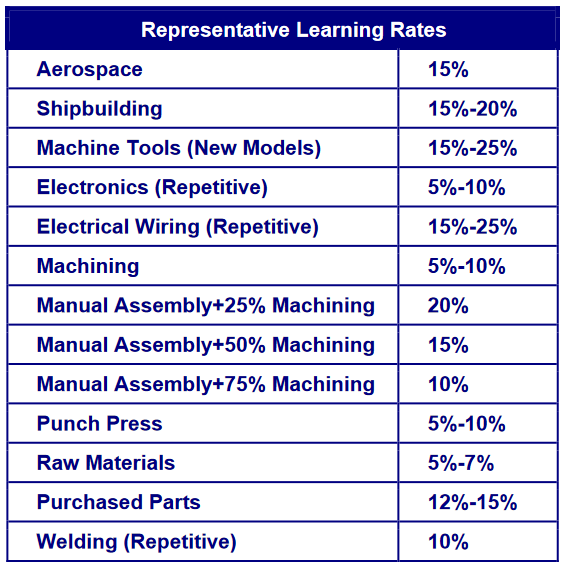 Representative Learning Rates
Aerospace 15%
Shipbuilding 15%-20%
Machine Tools (New Models) 15%-25%
Electronics (Repetitive) 5%-10%
Electrical Wiring (Repetitive) 15%-25%
Machining 5%-10%
Manual Assembly+25% Machining 20%
Manual Assembly+50% Machining 15%
Manual Assembly+75% Machining 10%
Punch Press 5%-10%
Raw Materials 5%-7%
Purchased Parts 12%-15%
Welding (Repetitive) 10%